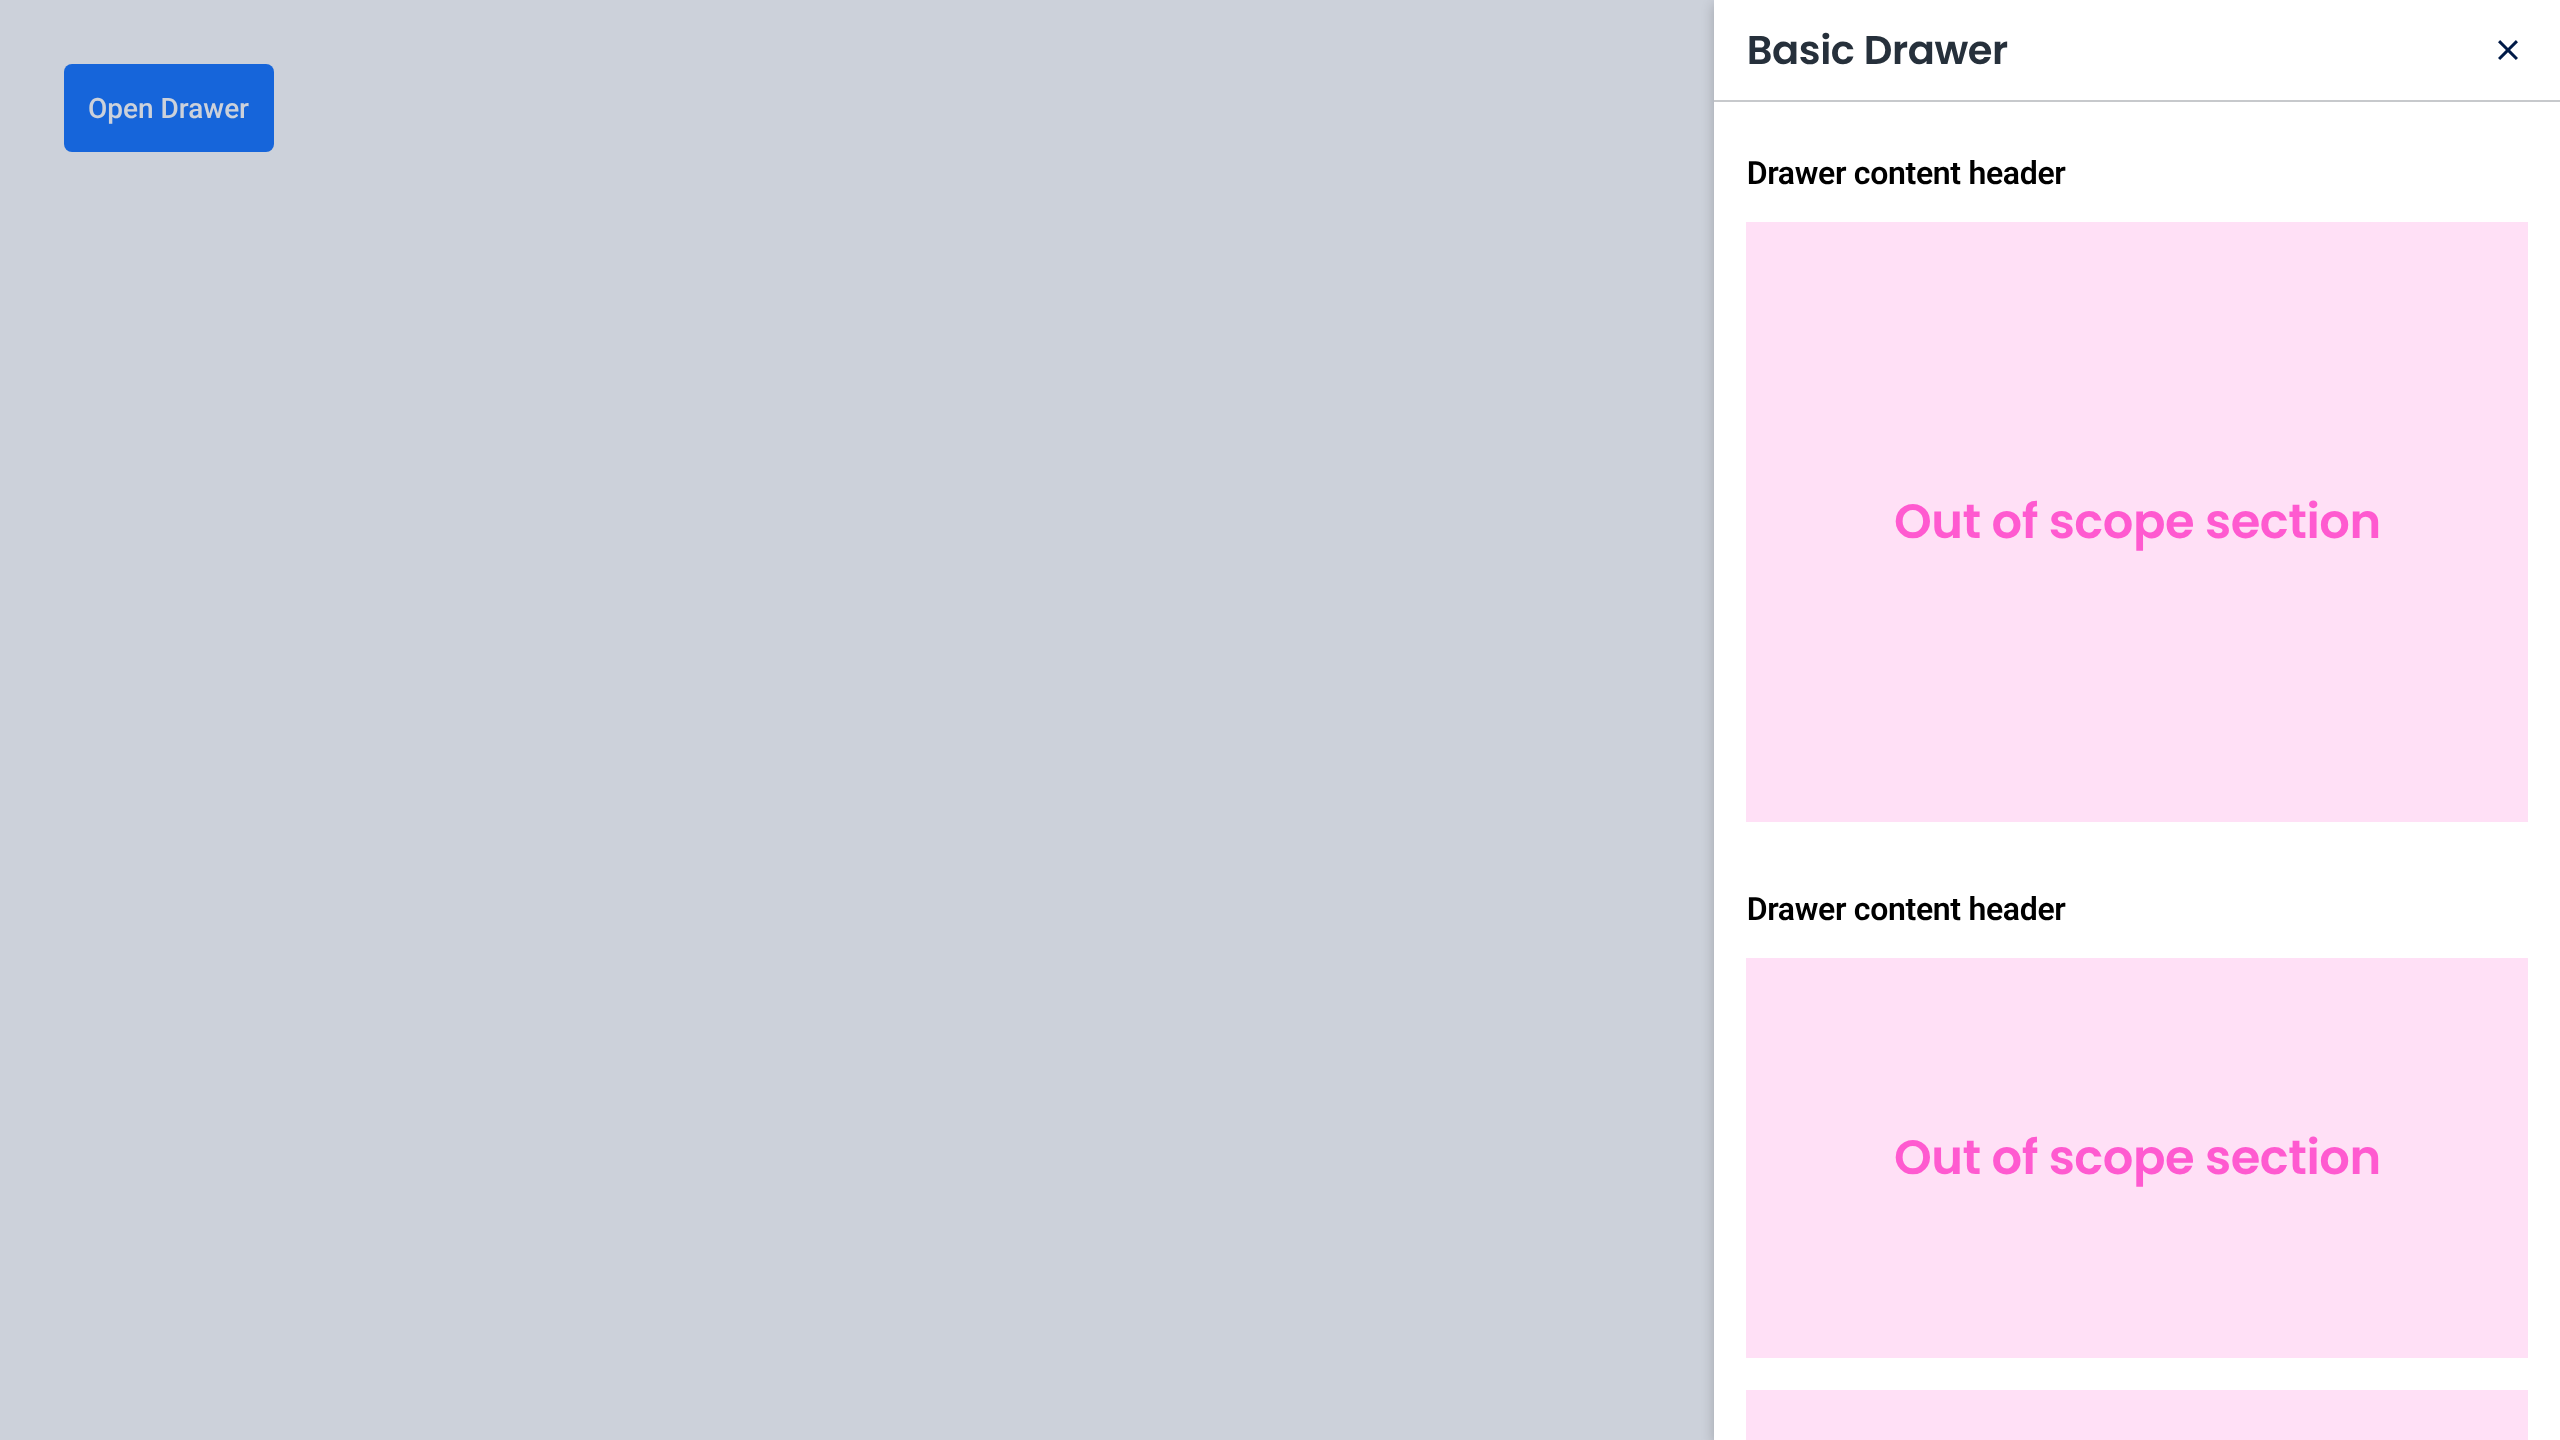 Open Drawer
Basic Drawer
Drawer content header
Out of scope section
Drawer content header
Out of scope section